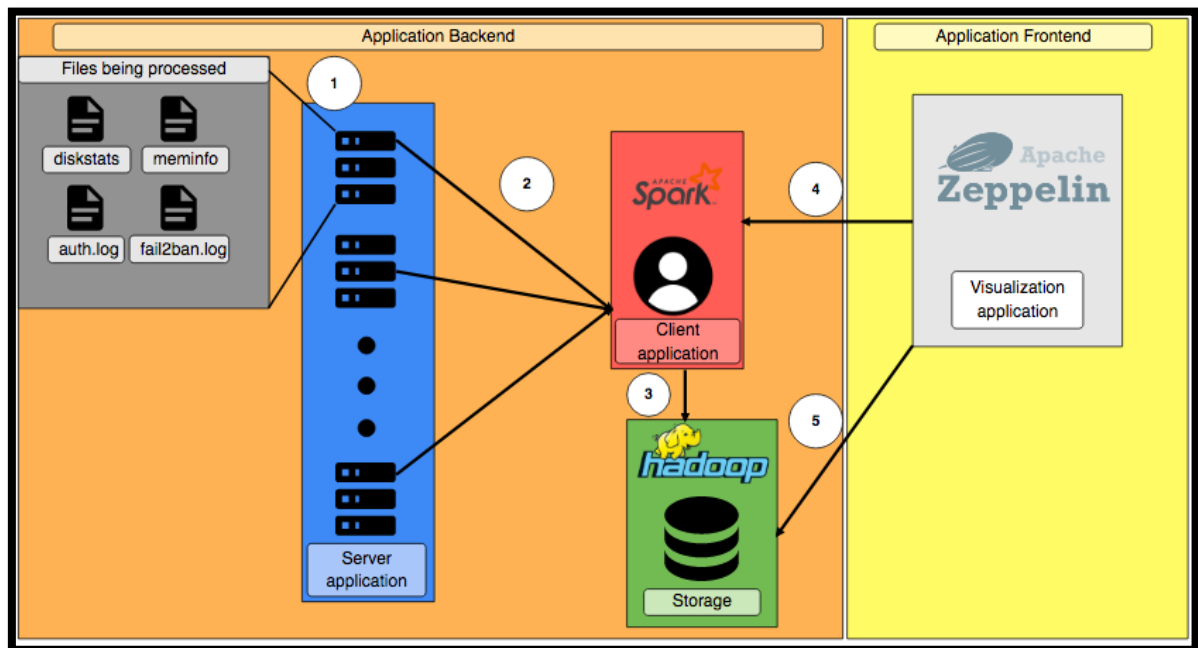 Application Backend
Application Frontend
Files being processed
diskstats
meminfo
auth.log
fail2ban.log
1
2
3
4
5
Server
application
APACHE
Spark
TM
Client
application
hadoop
Storage
Apache
Zeppelin
Visualization
application